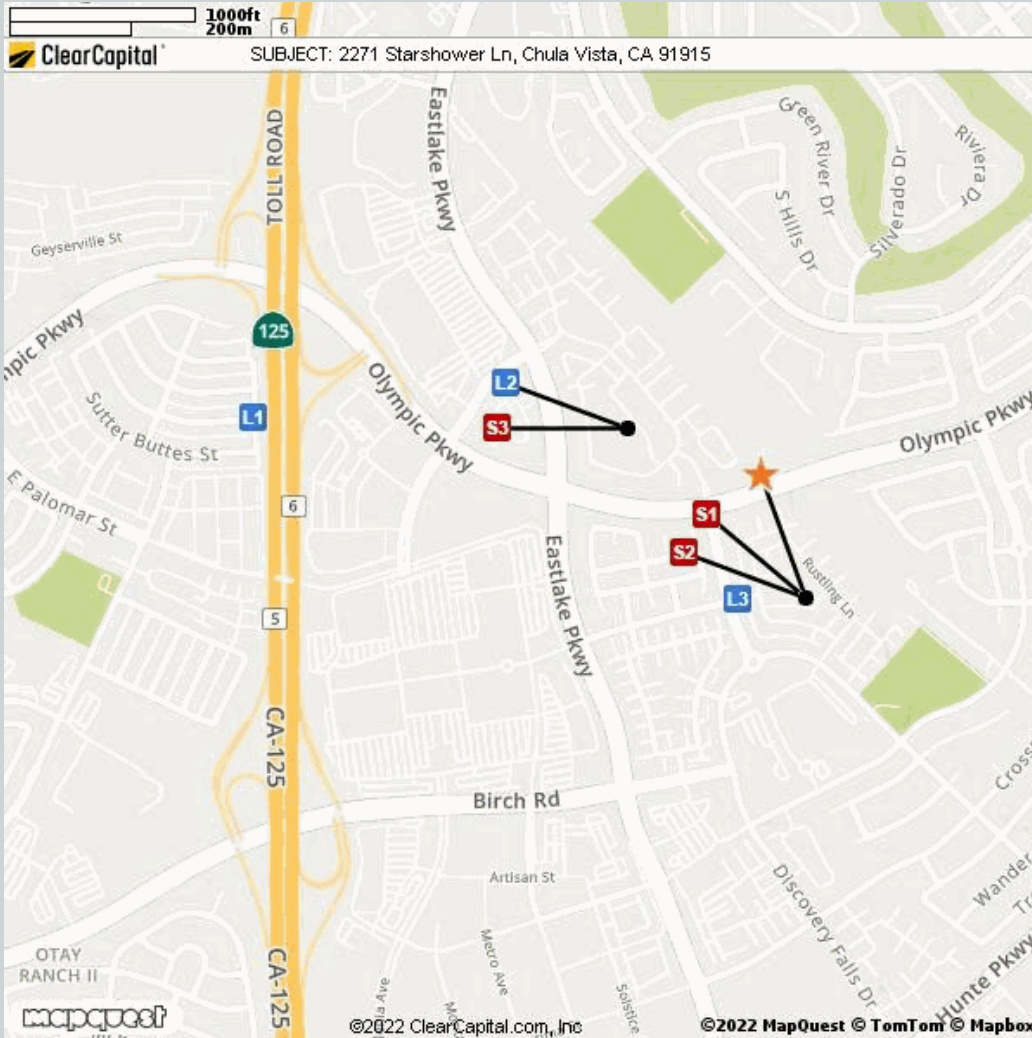 1000ft
200m
6
ClearCapital
SUBJECT: 2271 Starshower Ln, Chula Vista, CA 91915
TOLL ROAD
Eastlake Pkwy
Green River Dr
Silverado Dr
Riviera Dr
S Hills Dr
Geyserville St
125
Olympic Pkwy
L2
L1
S3
Sutter Buttes St
Olympic Pkwy
E Palomar St
6
S1
S2
Eastlake Pkwy
Rustling Ln
L3
5
CA-125
Birch Rd
Artisan St
Discovery Falls Dr
Wander
Metro Ave
OTAY
RANCH II
CA-125
Solstice
Hunte Pkwy
mapquest
©2022 ClearCapital.com, Inc
©2022 MapQuest © TomTom © Mapbox